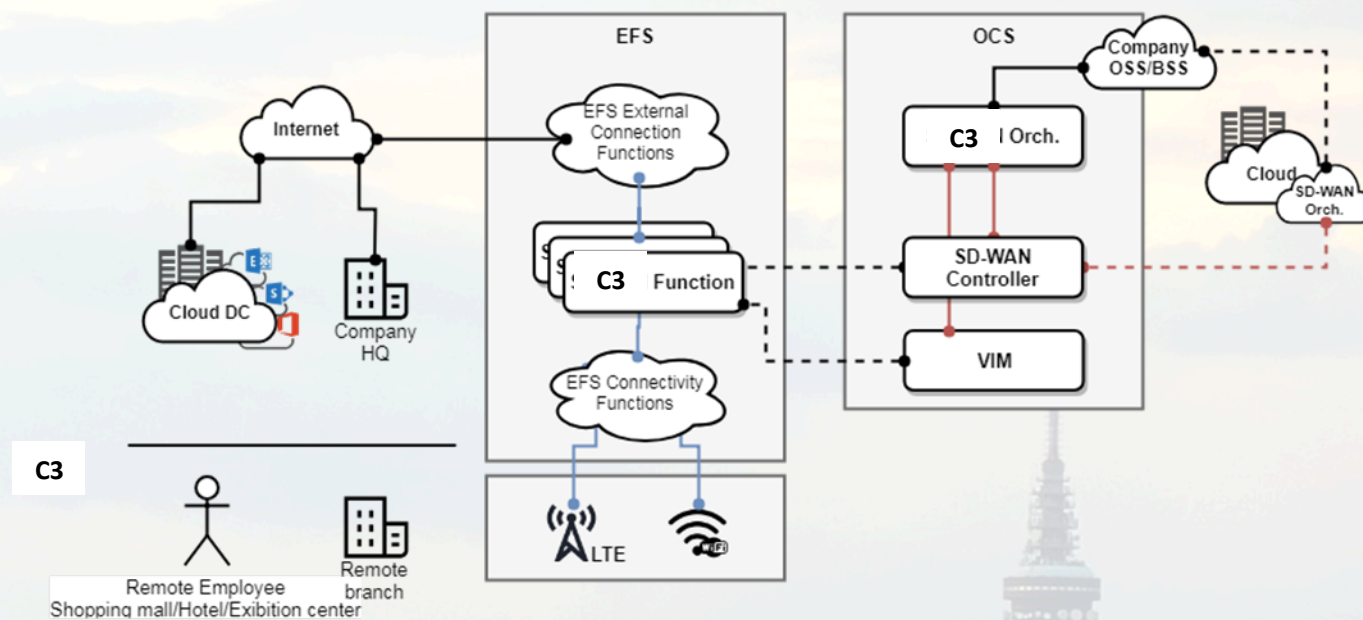 EFS
OCS
Company
OSS/BSS
Internet
EFS External
Connection
Functions
C3 Orch.
Cloud
SD-WAN
Orch.
S
S
C3 Function
SD-WAN
Controller
Cloud DC
E
S
Company
HQ
VIM
EFS Connectivity
Functions
C3
LTE
WiFi
Remote Employee
Shopping mall/Hotel/Exibition center
Remote
branch